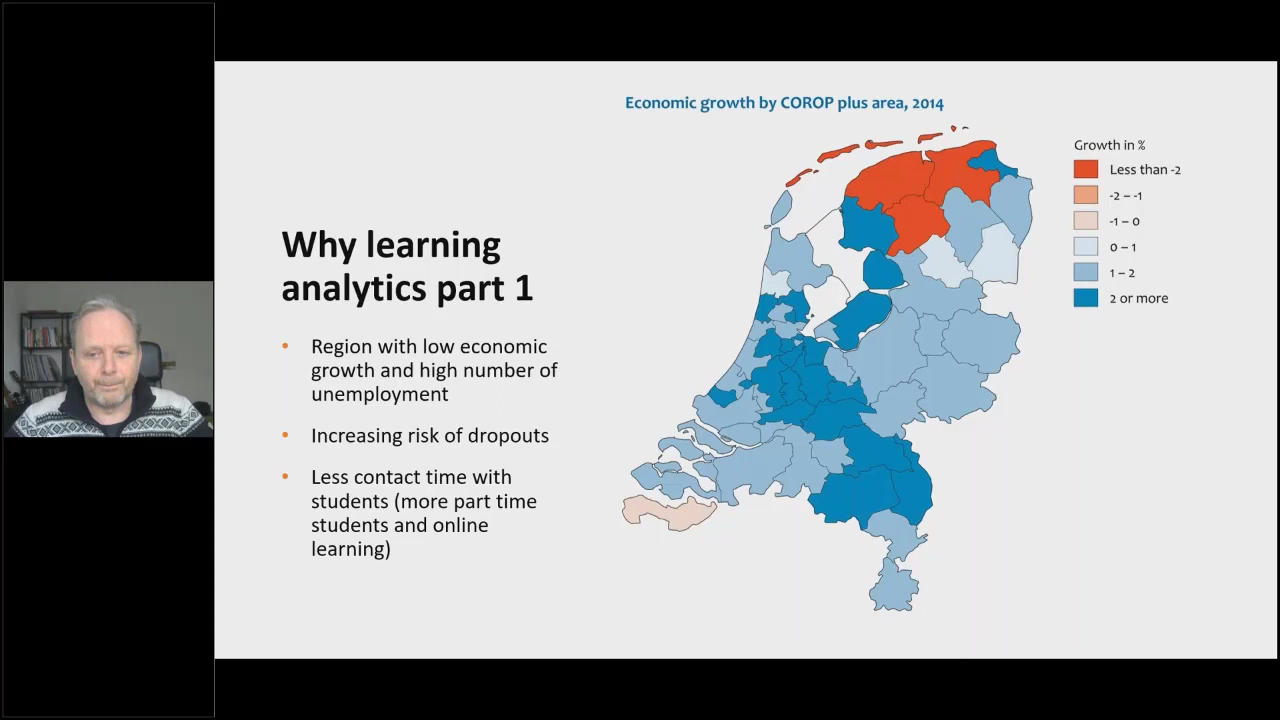 Economic growth by COROP plus area, 2014
Growth in %
Less than -2
-2 – -1
-1 – 0
0 – 1
1 – 2
2 or more
Why learning
analytics part 1
• Region with low economic
growth and high number of
unemployment
• Increasing risk of dropouts
• Less contact time with
students (more part time
students and online
learning)